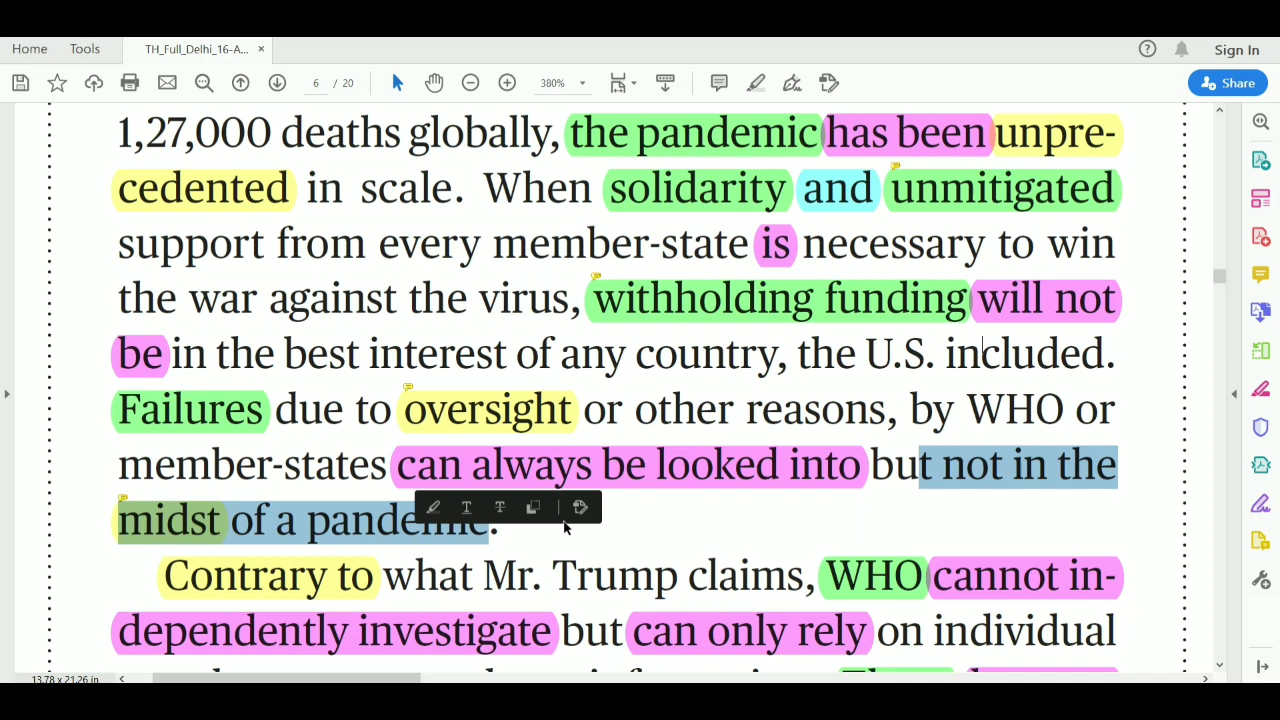 Home Tools TH_Full_Delhi_16-A... × Sign In
6 / 20 380% Share
1,27,000 deaths globally, the pandemic has been unpre-
cedented in scale. When solidarity and unmitigated
support from every member-state is necessary to win
the war against the virus, withholding funding will not
be in the best interest of any country, the U.S. included.
Failures due to oversight or other reasons, by WHO or
member-states can always be looked into but not in the
midst of a pandemic.
Contrary to what Mr. Trump claims, WHO cannot in-
dependently investigate but can only rely on individual
13.78 x 21.26 in